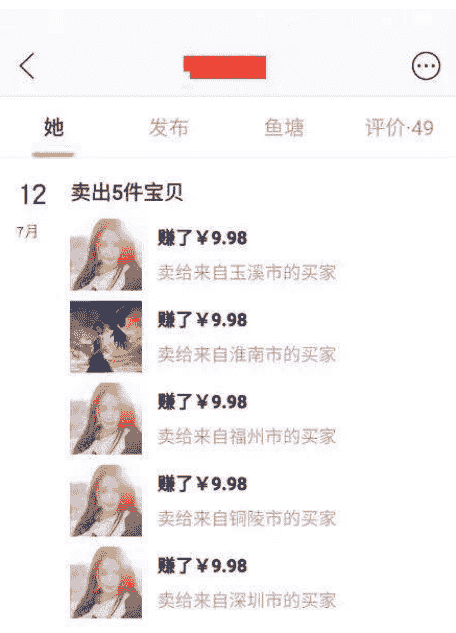 她 发布 鱼塘 评价·49
12 卖出5件宝贝
7月
赚了￥9.98
卖给来自玉溪市的买家
赚了￥9.98
卖给来自淮南市的买家
赚了￥9.98
卖给来自福州市的买家
赚了￥9.98
卖给来自铜陵市的买家
赚了￥9.98
卖给来自深圳市的买家